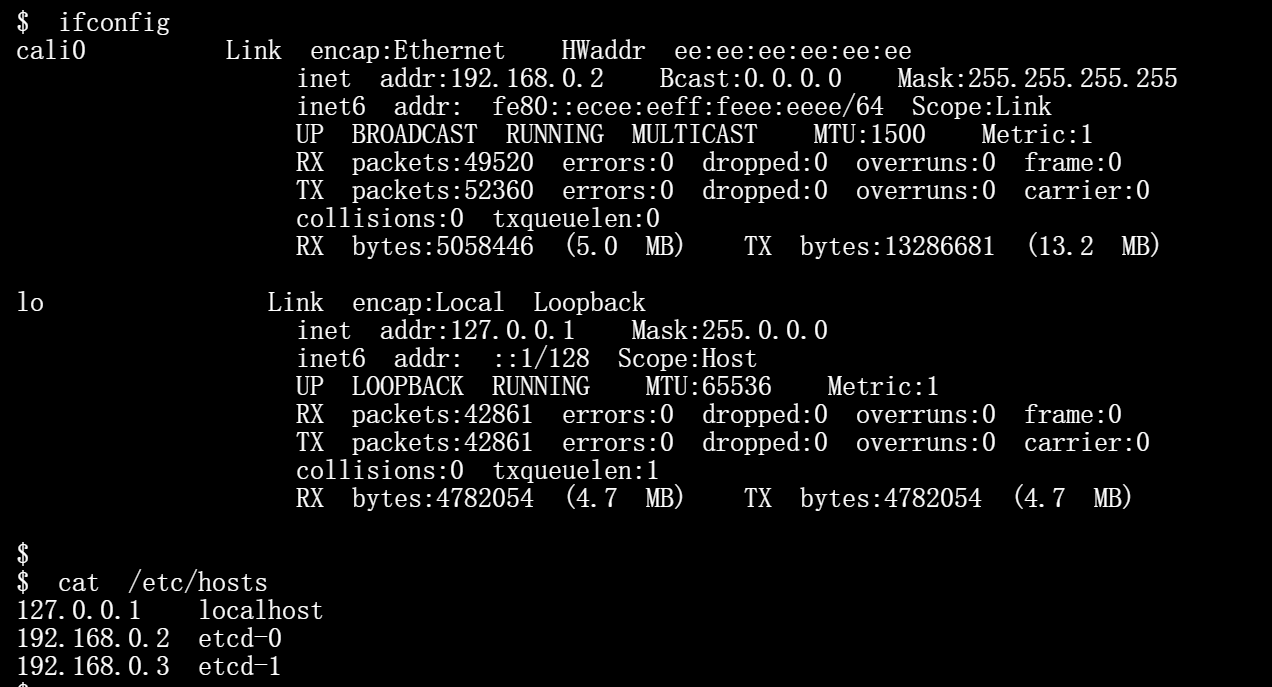 $ ifconfig
cali0 Link encap:Ethernet HWaddr ee:ee:ee:ee:ee:ee
inet addr:192.168.0.2 Bcast:0.0.0.0 Mask:255.255.255.255
inet6 addr: fe80::ecee:eeff:feee:eeee/64 Scope:Link
UP BROADCAST RUNNING MULTICAST MTU:1500 Metric:1
RX packets:49520 errors:0 dropped:0 overruns:0 frame:0
TX packets:52360 errors:0 dropped:0 overruns:0 carrier:0
collisions:0 txqueuelen:0
RX bytes:5058446 (5.0 MB) TX bytes:13286681 (13.2 MB)
lo Link encap:Local Loopback
inet addr:127.0.0.1 Mask:255.0.0.0
inet6 addr: ::1/128 Scope:Host
UP LOOPBACK RUNNING MTU:65536 Metric:1
RX packets:42861 errors:0 dropped:0 overruns:0 frame:0
TX packets:42861 errors:0 dropped:0 overruns:0 carrier:0
collisions:0 txqueuelen:1
RX bytes:4782054 (4.7 MB) TX bytes:4782054 (4.7 MB)
$
$ cat /etc/hosts
127.0.0.1 localhost
192.168.0.2 etcd-0
192.168.0.3 etcd-1